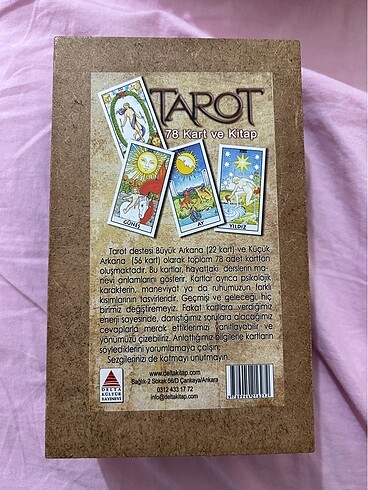 TAROT
78 Kart ve Kitap
GÜNEŞ
AY
YILDIZ
Tarot destesi Büyük Arkana (22 kart) ve Küçük
Arkana (56 kart) olarak toplam 78 adet karttan
oluşmaktadır. Bu kartlar, hayattaki derslerin ma-
nevi anlamlarını gösterir. Kartlar ayrıca psikolojik
karakterin, maneviyat ya da ruhumuzun farklı
kısımlarının tasviridir. Geçmişi ve geleceği hiç
birimiz değiştiremeyiz. Fakat kartlara verdiğimiz
enerji sayesinde, danıştığımız sorulara alacağımız
cevaplarla merak ettiklerimizi yanıtlayabilir ve
yönümüzü çizebiliriz. Anlattığımız bilgilerle kartların
söylediklerini yorumlamaya çalışın.
Sezgilerinizi de katmayı unutmayın.
www.deltakitap.com
Bağlık-2 Sokak 56/D Çankaya/Ankara
0312 433 17 72
info@deltakitap.com
DELTA
KÜLTÜR
YAYINEVİ